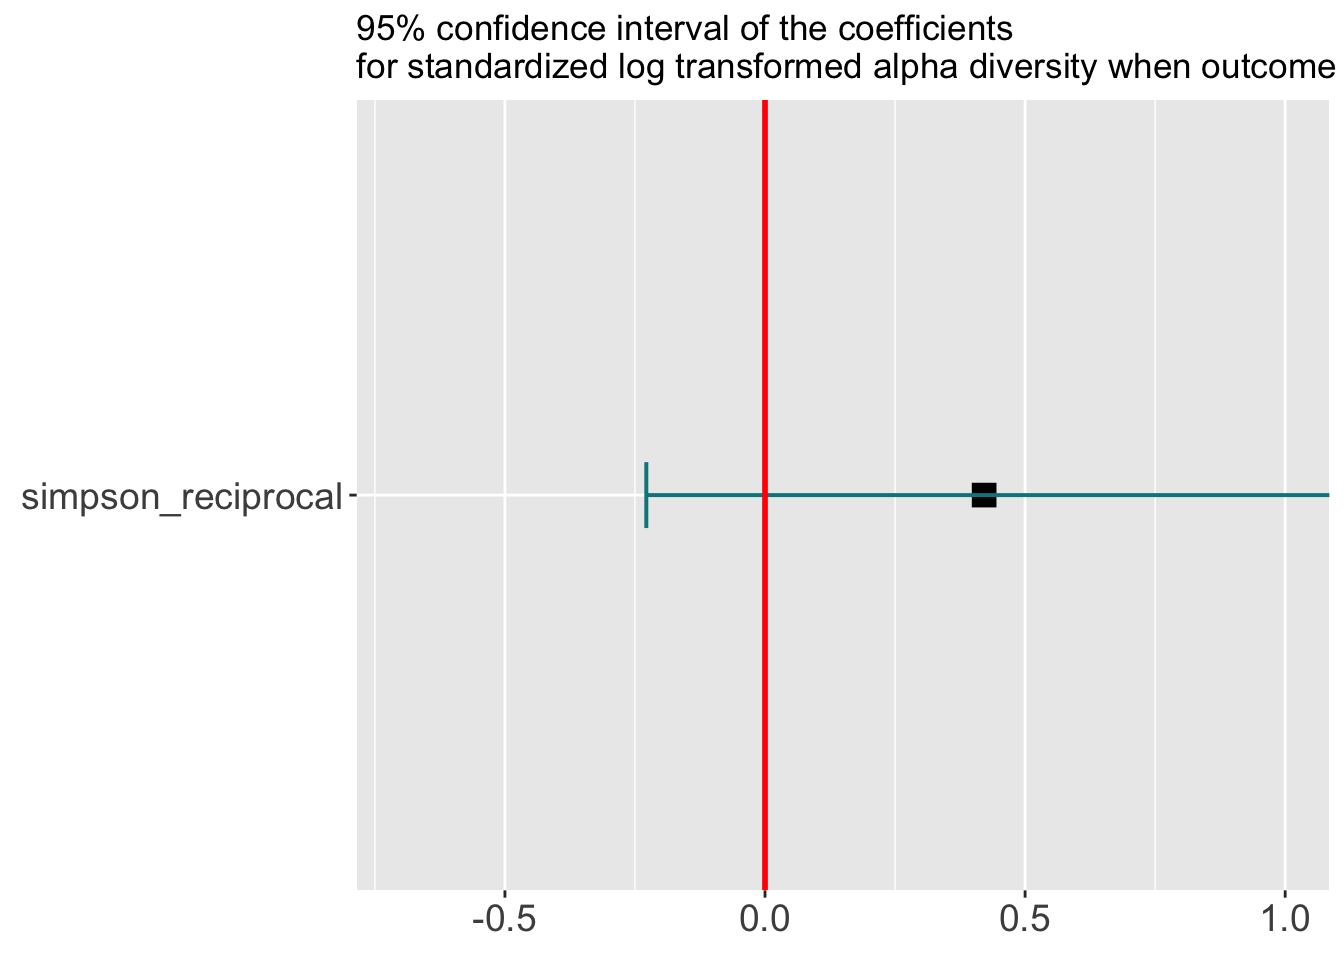 95% confidence interval of the coefficients
for standardized log transformed alpha diversity when outcome
simpson_reciprocal
-0.5 0.0 0.5 1.0